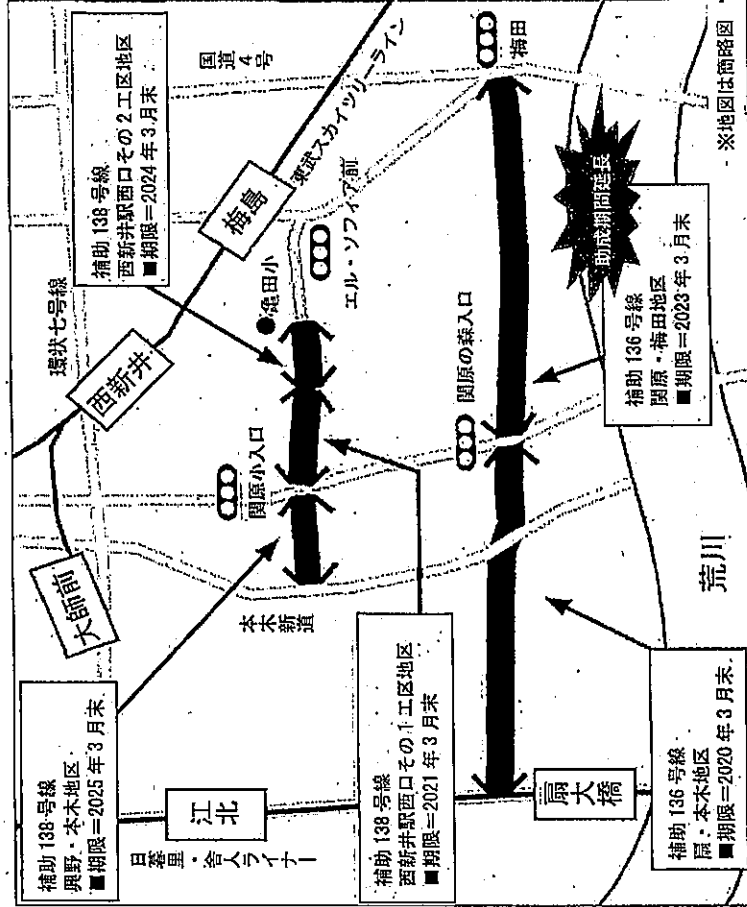 補助138号線
興野・本木地区
■期限=2025年3月末
大師前
西新井
環状七号線
補助138号線
西新井駅西口その2工区地区
■期限=2024年3月末
国道4号
梅島
東武スカイツリーライン
亀田小
エル・ソフィア前
関原小入口
本木新道
江北
日暮里・舎人ライナー
補助138号線
西新井駅西口その1工区地区
■期限=2021年3月末
関原の森入口
梅田
扇大橋
補助136号線
扇・本木地区
■期限=2020年3月末
補助136号線
関原・梅田地区
■期限=2023年3月末
助成期間延長
荒川
※地図は簡略図